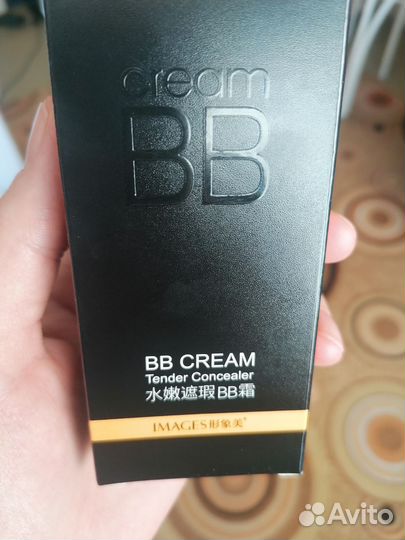 cream
BB
BB CREAM
Tender Concealer
水嫩遮瑕BB霜
IMAGES形象美®
Avito